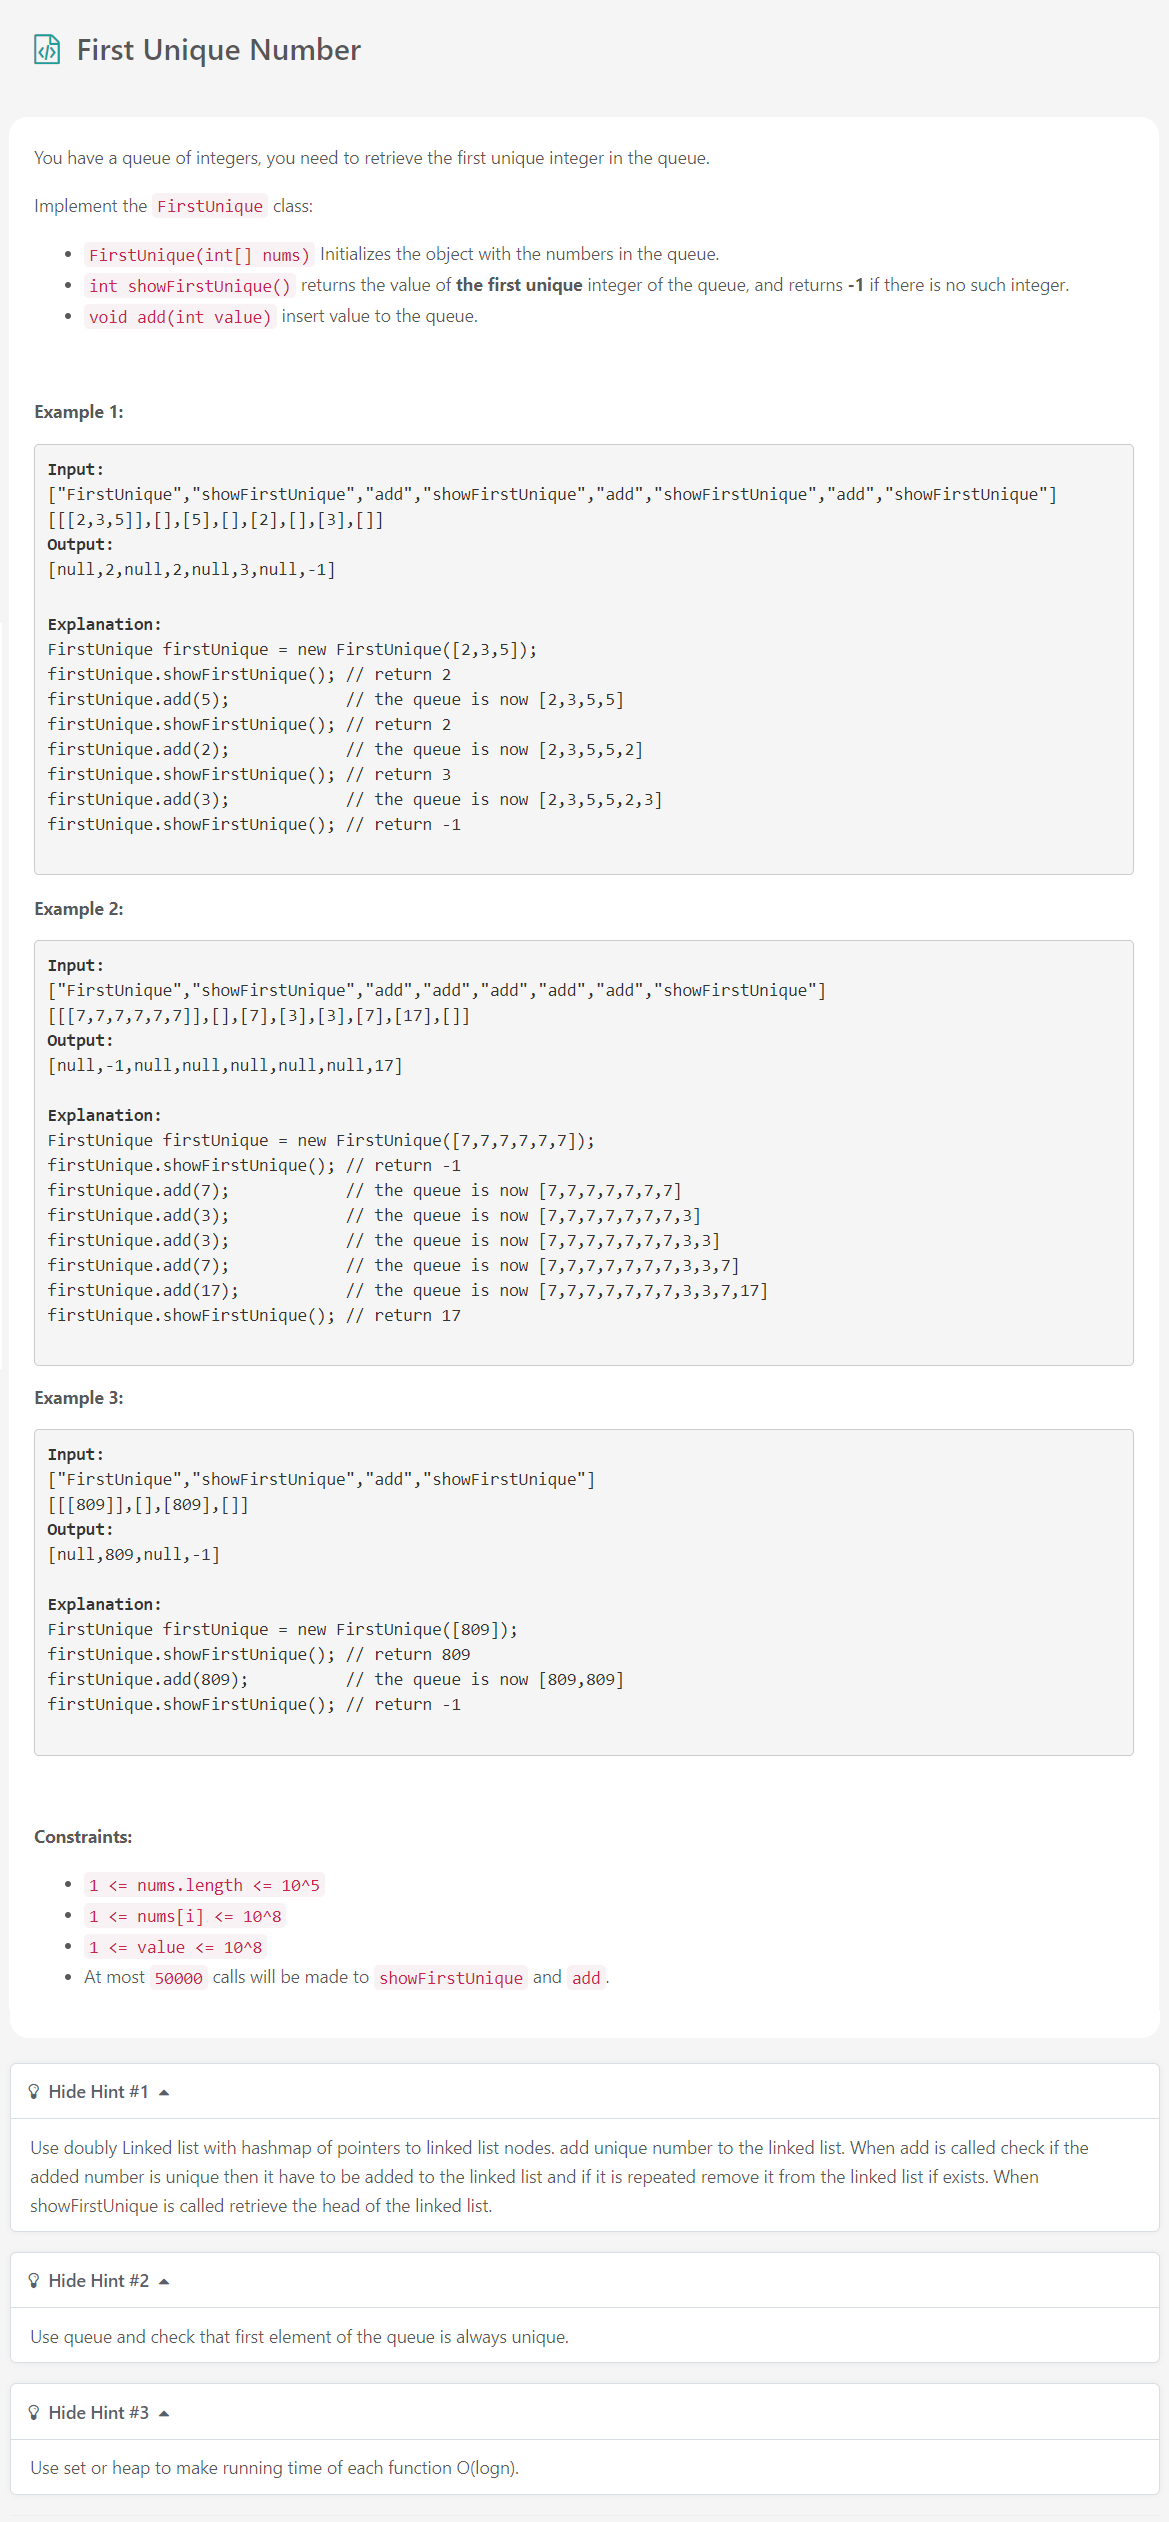 First Unique Number
You have a queue of integers, you need to retrieve the first unique integer in the queue.
Implement the FirstUnique class:
• FirstUnique(int[] nums) Initializes the object with the numbers in the queue.
• int showFirstUnique() returns the value of the first unique integer of the queue, and returns -1 if there is no such integer.
• void add(int value) insert value to the queue.
Example 1:
Input:
["FirstUnique","showFirstUnique","add","showFirstUnique","add","showFirstUnique","add","showFirstUnique"]
[[[2,3,5]],[],[5],[],[2],[],[3],[]]
Output:
[null,2,null,2,null,3,null,-1]
Explanation:
FirstUnique firstUnique = new FirstUnique([2,3,5]);
firstUnique.showFirstUnique(); // return 2
firstUnique.add(5);            // the queue is now [2,3,5,5]
firstUnique.showFirstUnique(); // return 2
firstUnique.add(2);            // the queue is now [2,3,5,5,2]
firstUnique.showFirstUnique(); // return 3
firstUnique.add(3);            // the queue is now [2,3,5,5,2,3]
firstUnique.showFirstUnique(); // return -1
Example 2:
Input:
["FirstUnique","showFirstUnique","add","add","add","add","add","showFirstUnique"]
[[[7,7,7,7,7,7]],[],[7],[3],[3],[7],[17],[]]
Output:
[null,-1,null,null,null,null,null,17]
Explanation:
FirstUnique firstUnique = new FirstUnique([7,7,7,7,7,7]);
firstUnique.showFirstUnique(); // return -1
firstUnique.add(7);            // the queue is now [7,7,7,7,7,7,7]
firstUnique.add(3);            // the queue is now [7,7,7,7,7,7,7,3]
firstUnique.add(3);            // the queue is now [7,7,7,7,7,7,7,3,3]
firstUnique.add(7);            // the queue is now [7,7,7,7,7,7,7,3,3,7]
firstUnique.add(17);           // the queue is now [7,7,7,7,7,7,7,3,3,7,17]
firstUnique.showFirstUnique(); // return 17
Example 3:
Input:
["FirstUnique","showFirstUnique","add","showFirstUnique"]
[[[809]],[],[809],[]]
Output:
[null,809,null,-1]
Explanation:
FirstUnique firstUnique = new FirstUnique([809]);
firstUnique.showFirstUnique(); // return 809
firstUnique.add(809);          // the queue is now [809,809]
firstUnique.showFirstUnique(); // return -1
Constraints:
• 1 <= nums.length <= 10^5
• 1 <= nums[i] <= 10^8
• 1 <= value <= 10^8
• At most 50000 calls will be made to showFirstUnique and add.
Hide Hint #1
Use doubly Linked list with hashmap of pointers to linked list nodes. add unique number to the linked list. When add is called check if the
added number is unique then it have to be added to the linked list and if it is repeated remove it from the linked list if exists. When
showFirstUnique is called retrieve the head of the linked list.
Hide Hint #2
Use queue and check that first element of the queue is always unique.
Hide Hint #3
Use set or heap to make running time of each function O(logn).